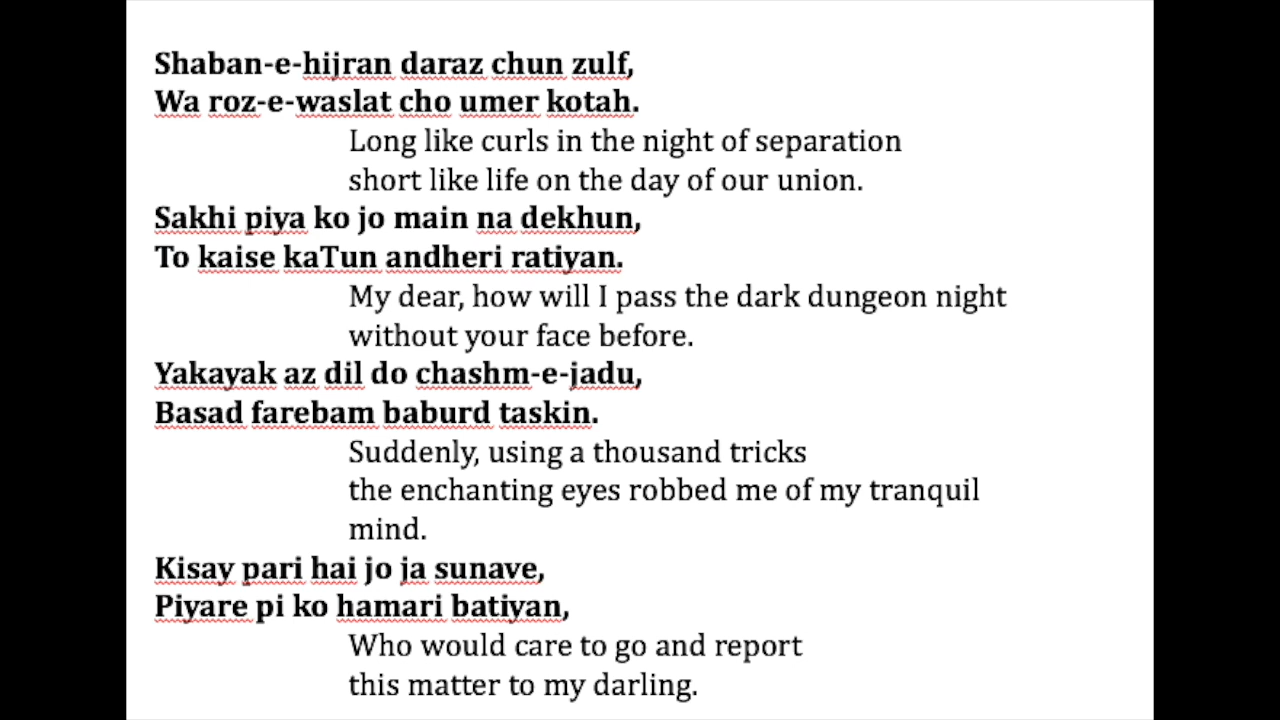 Shaban-e-hijran daraz chun zulf,
Wa roz-e-waslat cho umer kotah.
Long like curls in the night of separation
short like life on the day of our union.
Sakhi piya ko jo main na dekhun,
To kaise kaTun andheri ratiyan.
My dear, how will I pass the dark dungeon night
without your face before.
Yakayak az dil do chashm-e-jadu,
Basad farebam baburd taskin.
Suddenly, using a thousand tricks
the enchanting eyes robbed me of my tranquil
mind.
Kisay pari hai jo ja sunave,
Piyare pi ko hamari batiyan,
Who would care to go and report
this matter to my darling.